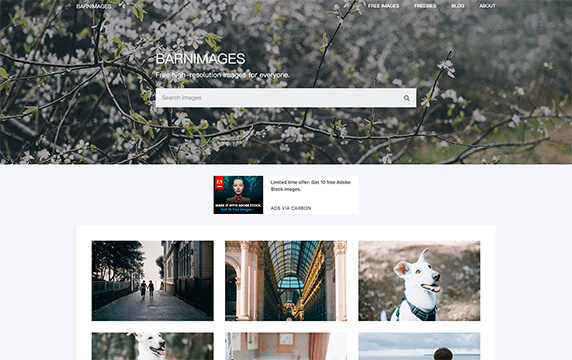 BARNIMAGES
FREE IMAGES
FREEBIES
BLOG
ABOUT
BARNIMAGES
Free high-resolution images for everyone.
Search images
Limited time offer: Get 10 free Adobe
Stock images.
MAKE IT WITH ADOBE STOCK.
Get 10 free images ›
ADS VIA CARBON